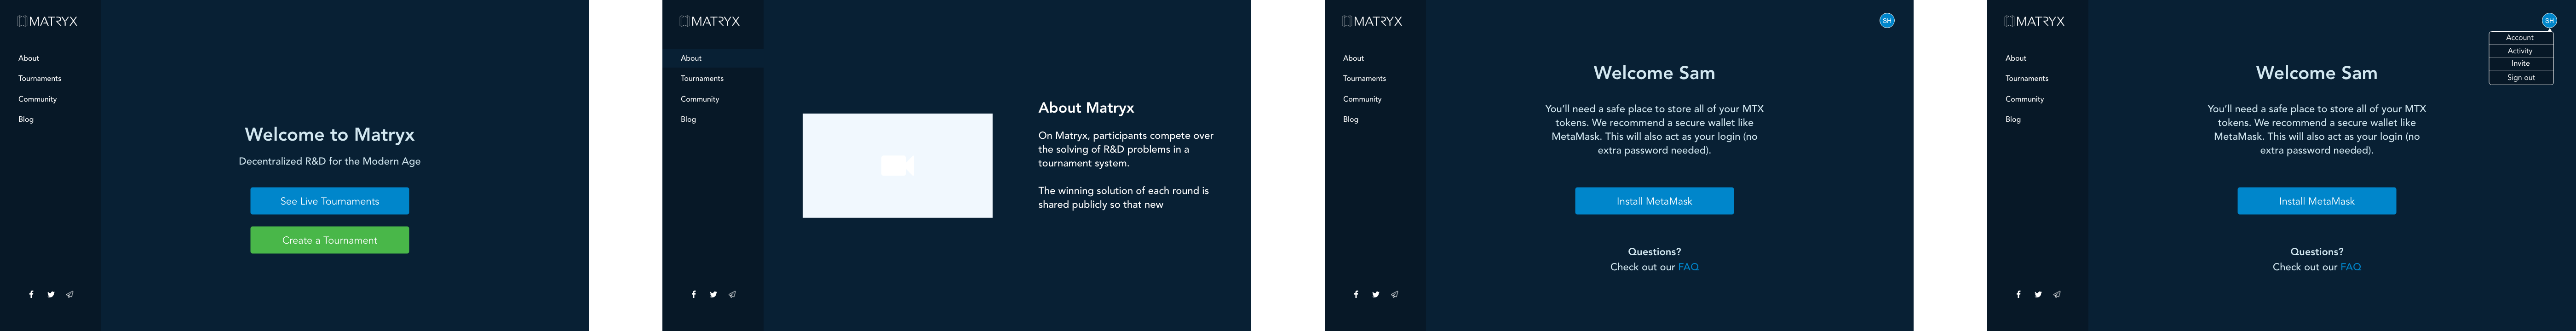 MATRYX
About
Tournaments
Community
Blog
Welcome to Matryx
Decentralized R&D for the Modern Age
See Live Tournaments
Create a Tournament
MATRYX
About
Tournaments
Community
Blog
About Matryx
On Matryx, participants compete over
the solving of R&D problems in a
tournament system.
The winning solution of each round is
shared publicly so that new
MATRYX
SH
About
Tournaments
Community
Blog
Welcome Sam
You'll need a safe place to store all of your MTX
tokens. We recommend a secure wallet like
MetaMask. This will also act as your login (no
extra password needed).
Install MetaMask
Questions?
Check out our FAQ
MATRYX
SH
Account
Activity
Invite
Sign out
About
Tournaments
Community
Blog
Welcome Sam
You'll need a safe place to store all of your MTX
tokens. We recommend a secure wallet like
MetaMask. This will also act as your login (no
extra password needed).
Install MetaMask
Questions?
Check out our FAQ